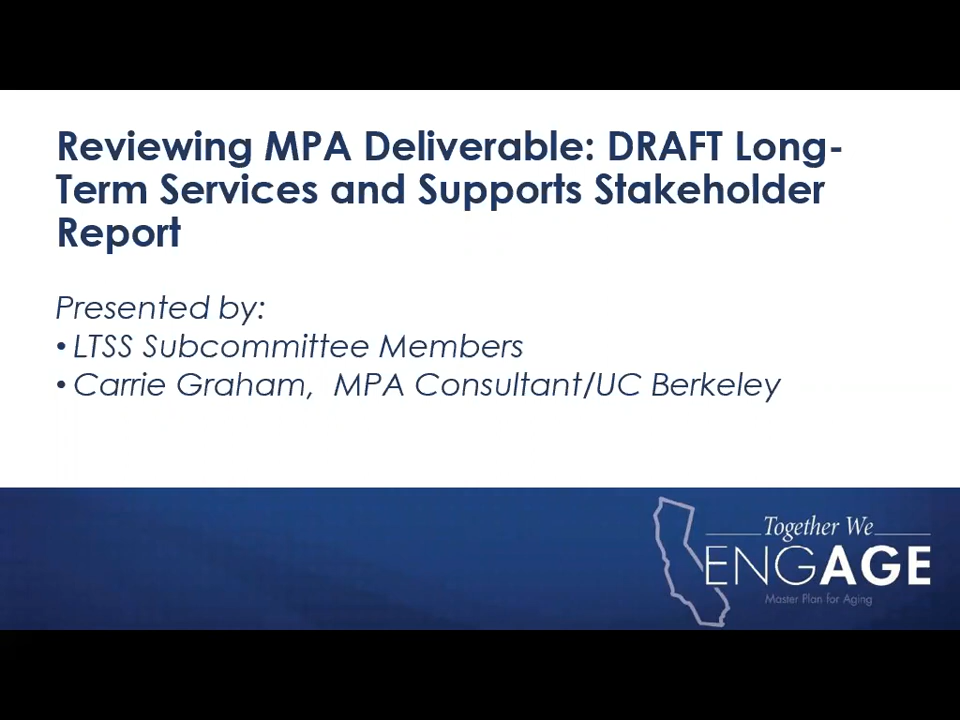 Reviewing MPA Deliverable: DRAFT Long-
Term Services and Supports Stakeholder
Report
Presented by:
• LTSS Subcommittee Members
• Carrie Graham,  MPA Consultant/UC Berkeley
Together We
ENGAGE
Master Plan for Aging